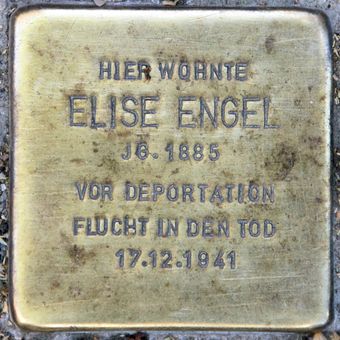 HIER WOHNTE
ELISE ENGEL
JG. 1885
VOR DEPORTATION
FLUCHT IN DEN TOD
17.12.1941